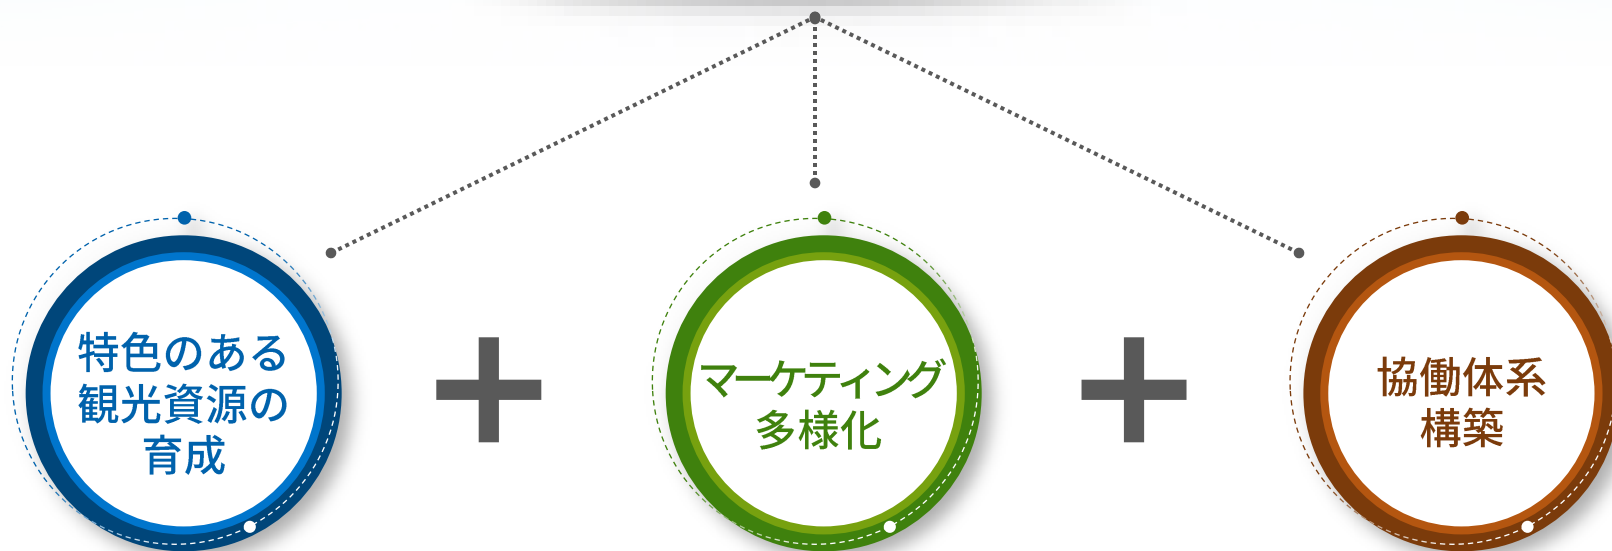 特色のある
観光資源の
育成
マーケティング
多様化
協働体系
構築